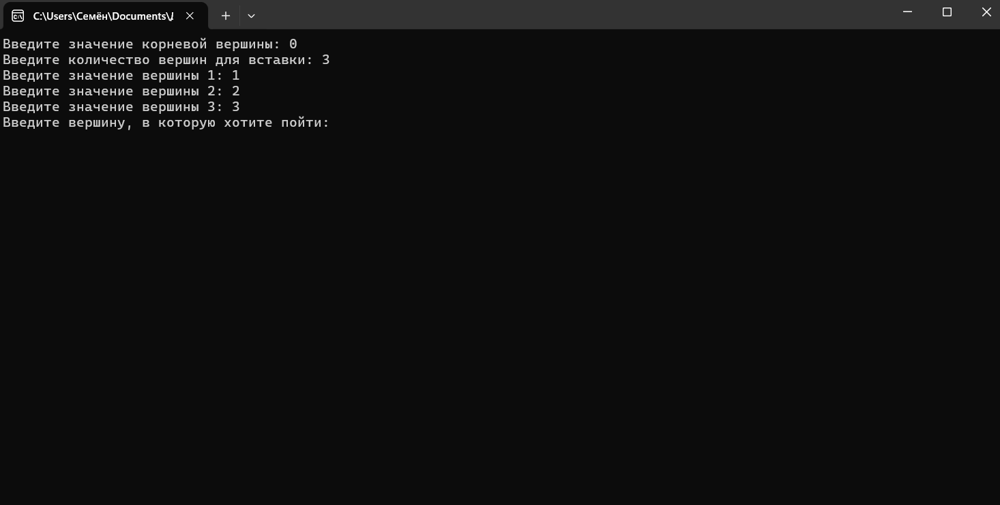 C:\Users\Семён\Documents\Д
Введите значение корневой вершины: 0
Введите количество вершин для вставки: 3
Введите значение вершины 1: 1
Введите значение вершины 2: 2
Введите значение вершины 3: 3
Введите вершину, в которую хотите пойти: